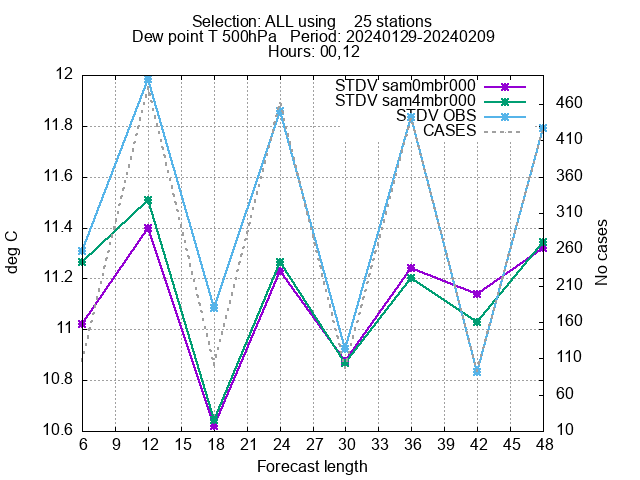 Selection: ALL using    25 stations
Dew point T 500hPa   Period: 20240129-20240209
Hours: 00,12
STDV sam0mbr000
STDV sam4mbr000
STDV OBS
CASES
12
11.8
11.6
11.4
11.2
11
10.8
10.6
deg C
460
410
360
310
260
210
160
110
60
10
No cases
6 9 12 15 18 21 24 27 30 33 36 39 42 45 48
Forecast length